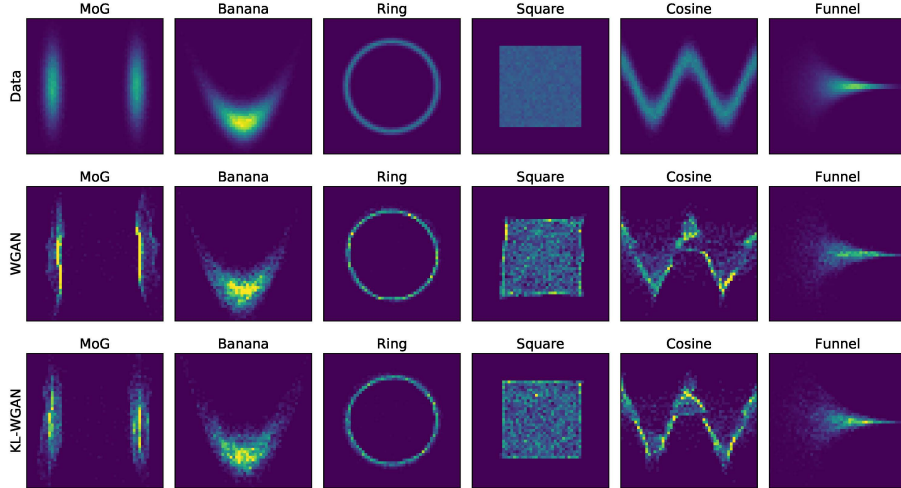 MoG Banana Ring Square Cosine Funnel
Data
MoG Banana Ring Square Cosine Funnel
WGAN
MoG Banana Ring Square Cosine Funnel
KL-WGAN